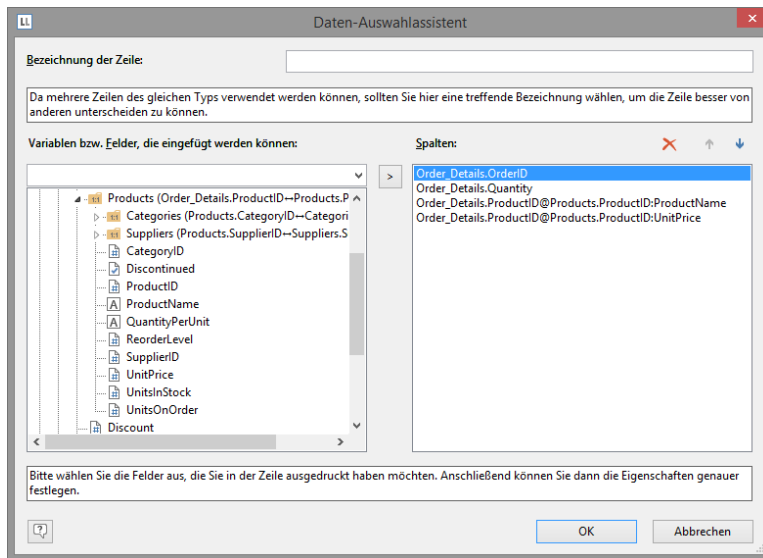 LL
Daten-Auswahlassistent
Bezeichnung der Zeile:
Da mehrere Zeilen des gleichen Typs verwendet werden können, sollten Sie hier eine treffende Bezeichnung wählen, um die Zeile besser von
anderen unterscheiden zu können.
Variablen bzw. Felder, die eingefügt werden können:
>
Products (Order_Details.ProductID↔Products.P
1:1 Categories (Products.CategoryID↔Categori
1:1 Suppliers (Products.SupplierID↔Suppliers.S
CategoryID
Discontinued
ProductID
ProductName
QuantityPerUnit
ReorderLevel
SupplierID
UnitPrice
UnitsInStock
UnitsOnOrder
Discount
Spalten:
Order_Details.OrderID
Order_Details.Quantity
Order_Details.ProductID@Products.ProductID:ProductName
Order_Details.ProductID@Products.ProductID:UnitPrice
Bitte wählen Sie die Felder aus, die Sie in der Zeile ausgedruckt haben möchten. Anschließend können Sie dann die Eigenschaften genauer
festlegen.
OK
Abbrechen